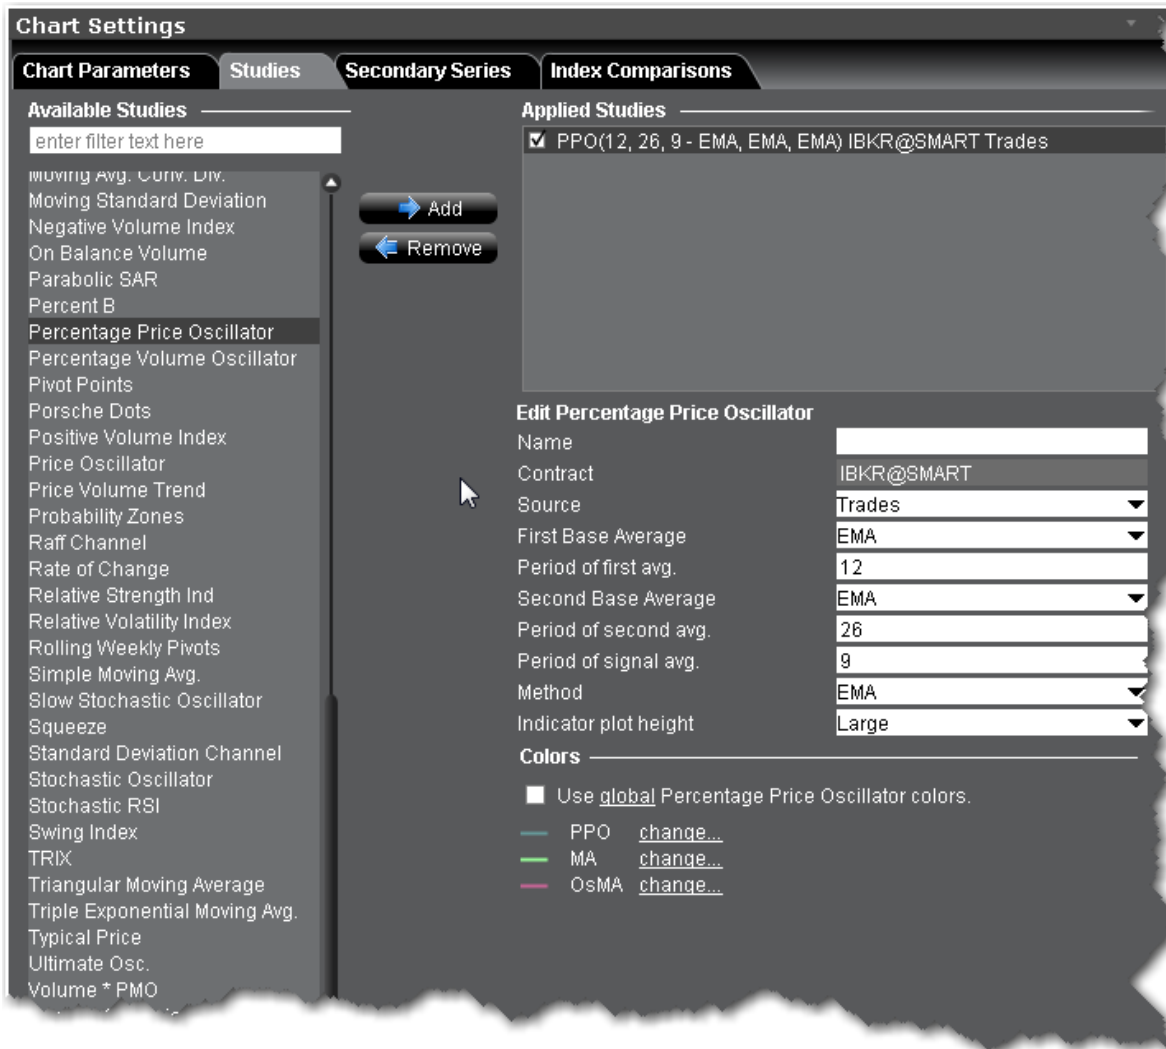 Chart Settings
Chart Parameters
Studies
Secondary Series
Index Comparisons
Available Studies
enter filter text here
Moving Avg. Conv. Div.
Moving Standard Deviation
Negative Volume Index
On Balance Volume
Parabolic SAR
Percent B
Percentage Price Oscillator
Percentage Volume Oscillator
Pivot Points
Porsche Dots
Positive Volume Index
Price Oscillator
Price Volume Trend
Probability Zones
Raff Channel
Rate of Change
Relative Strength Ind
Relative Volatility Index
Rolling Weekly Pivots
Simple Moving Avg.
Slow Stochastic Oscillator
Squeeze
Standard Deviation Channel
Stochastic Oscillator
Stochastic RSI
Swing Index
TRIX
Triangular Moving Average
Triple Exponential Moving Avg.
Typical Price
Ultimate Osc.
Volume * PMO
Add
Remove
Applied Studies
PPO(12, 26, 9 - EMA, EMA, EMA) IBKR@SMART Trades
Edit Percentage Price Oscillator
Name
Contract IBKR@SMART
Source Trades
First Base Average EMA
Period of first avg. 12
Second Base Average EMA
Period of second avg. 26
Period of signal avg. 9
Method EMA
Indicator plot height Large
Colors
Use global Percentage Price Oscillator colors.
PPO change...
MA change...
OsMA change...